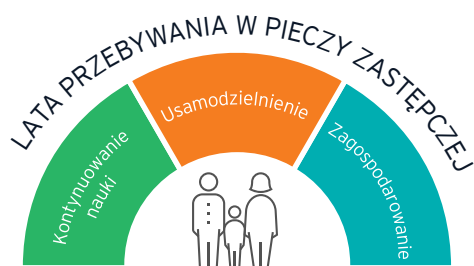 LATA PRZEBYWANIA W PIECZY ZASTĘPCZEJ
Kontynuowanie
nauki
Usamodzielnienie
Zagospodarowanie